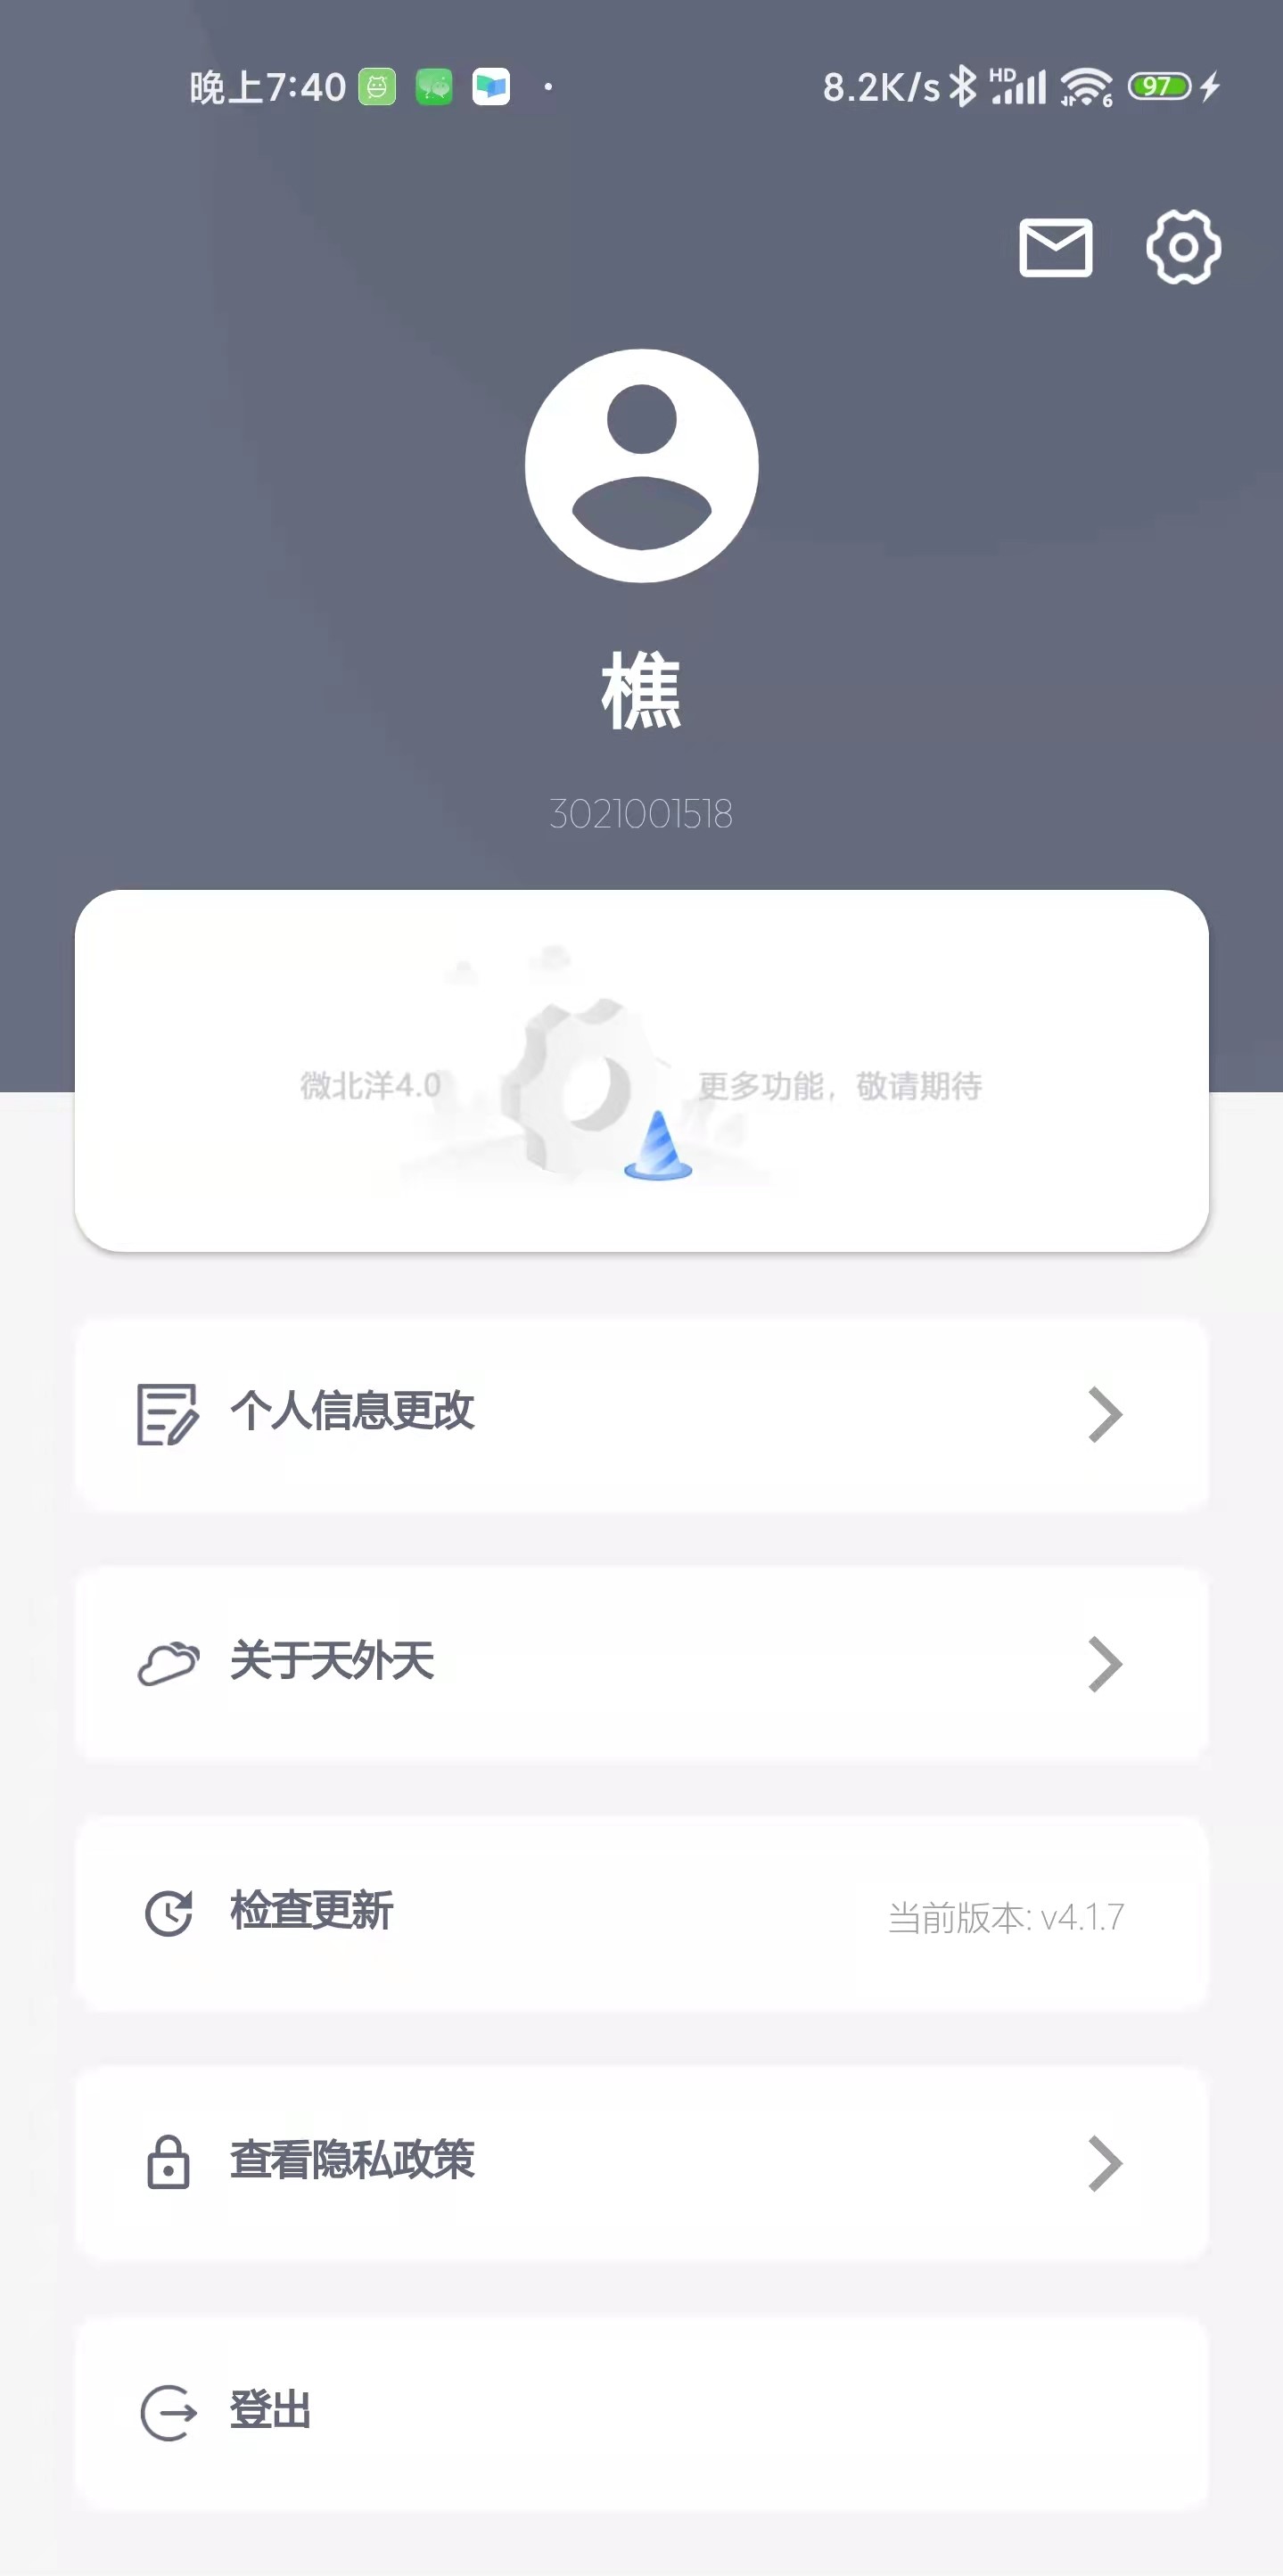 晚上7:40
8.2K/s HD 6 97
樵
3021001518
微北洋4.0 更多功能，敬请期待
个人信息更改
关于天外天
检查更新 当前版本: v4.1.7
查看隐私政策
登出